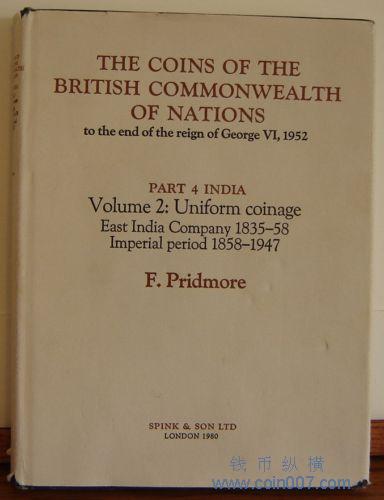 THE COINS OF THE
BRITISH COMMONWEALTH
OF NATIONS
to the end of the reign of George VI, 1952
PART 4 INDIA
Volume 2: Uniform coinage
East India Company 1835–58
Imperial period 1858–1947
F. Pridmore
SPINK & SON LTD
LONDON 1980
钱币纵横
www.coin007.com